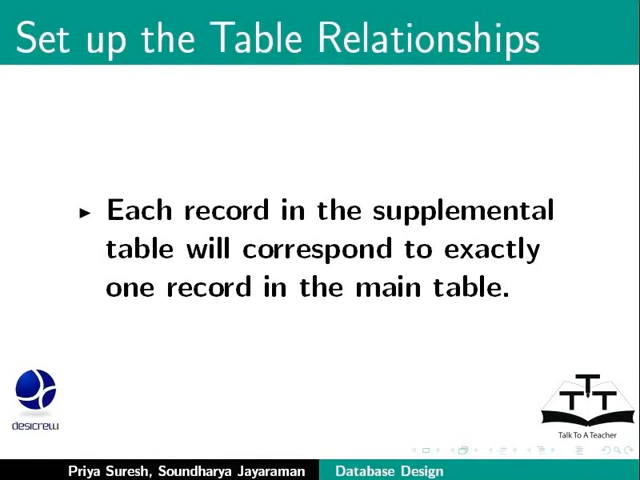 Set up the Table Relationships
Each record in the supplemental
table will correspond to exactly
one record in the main table.
desicrew
T T T
Talk To A Teacher
Priya Suresh, Soundharya Jayaraman
Database Design